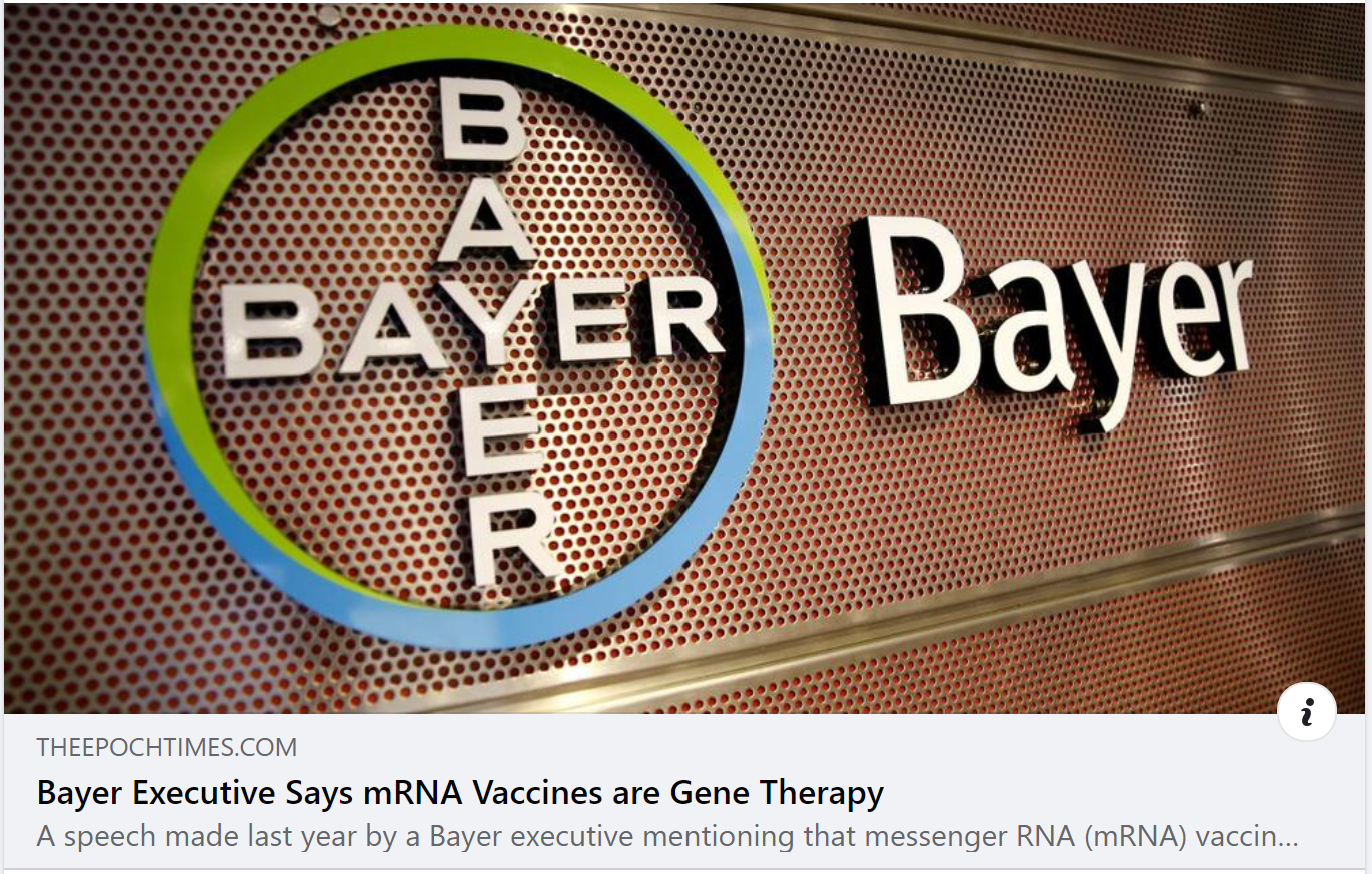 BAYER
BAYER
Bayer
i
THEEPOCHTIMES.COM
Bayer Executive Says mRNA Vaccines are Gene Therapy
A speech made last year by a Bayer executive mentioning that messenger RNA (mRNA) vaccin...